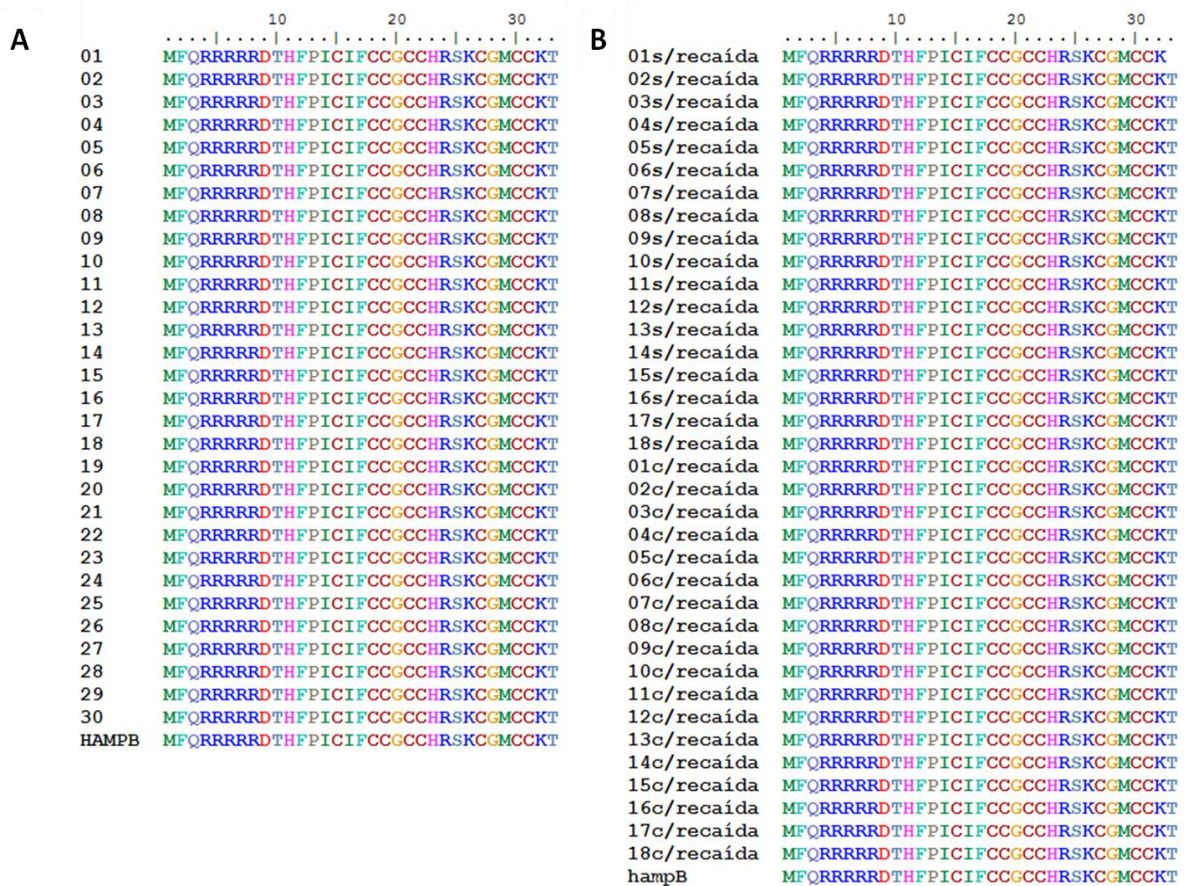 A
10 20 30
....|....|....|....|....|....|...
01 MFQRRRRRDTHFPICIFCCGCCHRSKCGMCCKT
02 MFQRRRRRDTHFPICIFCCGCCHRSKCGMCCKT
03 MFQRRRRRDTHFPICIFCCGCCHRSKCGMCCKT
04 MFQRRRRRDTHFPICIFCCGCCHRSKCGMCCKT
05 MFQRRRRRDTHFPICIFCCGCCHRSKCGMCCKT
06 MFQRRRRRDTHFPICIFCCGCCHRSKCGMCCKT
07 MFQRRRRRDTHFPICIFCCGCCHRSKCGMCCKT
08 MFQRRRRRDTHFPICIFCCGCCHRSKCGMCCKT
09 MFQRRRRRDTHFPICIFCCGCCHRSKCGMCCKT
10 MFQRRRRRDTHFPICIFCCGCCHRSKCGMCCKT
11 MFQRRRRRDTHFPICIFCCGCCHRSKCGMCCKT
12 MFQRRRRRDTHFPICIFCCGCCHRSKCGMCCKT
13 MFQRRRRRDTHFPICIFCCGCCHRSKCGMCCKT
14 MFQRRRRRDTHFPICIFCCGCCHRSKCGMCCKT
15 MFQRRRRRDTHFPICIFCCGCCHRSKCGMCCKT
16 MFQRRRRRDTHFPICIFCCGCCHRSKCGMCCKT
17 MFQRRRRRDTHFPICIFCCGCCHRSKCGMCCKT
18 MFQRRRRRDTHFPICIFCCGCCHRSKCGMCCKT
19 MFQRRRRRDTHFPICIFCCGCCHRSKCGMCCKT
20 MFQRRRRRDTHFPICIFCCGCCHRSKCGMCCKT
21 MFQRRRRRDTHFPICIFCCGCCHRSKCGMCCKT
22 MFQRRRRRDTHFPICIFCCGCCHRSKCGMCCKT
23 MFQRRRRRDTHFPICIFCCGCCHRSKCGMCCKT
24 MFQRRRRRDTHFPICIFCCGCCHRSKCGMCCKT
25 MFQRRRRRDTHFPICIFCCGCCHRSKCGMCCKT
26 MFQRRRRRDTHFPICIFCCGCCHRSKCGMCCKT
27 MFQRRRRRDTHFPICIFCCGCCHRSKCGMCCKT
28 MFQRRRRRDTHFPICIFCCGCCHRSKCGMCCKT
29 MFQRRRRRDTHFPICIFCCGCCHRSKCGMCCKT
30 MFQRRRRRDTHFPICIFCCGCCHRSKCGMCCKT
HAMPB MFQRRRRRDTHFPICIFCCGCCHRSKCGMCCKT
B
10 20 30
....|....|....|....|....|....|...
01s/recaída MFQRRRRRDTHFPICIFCCGCCHRSKCGMCCK
02s/recaída MFQRRRRRDTHFPICIFCCGCCHRSKCGMCCKT
03s/recaída MFQRRRRRDTHFPICIFCCGCCHRSKCGMCCKT
04s/recaída MFQRRRRRDTHFPICIFCCGCCHRSKCGMCCKT
05s/recaída MFQRRRRRDTHFPICIFCCGCCHRSKCGMCCKT
06s/recaída MFQRRRRRDTHFPICIFCCGCCHRSKCGMCCKT
07s/recaída MFQRRRRRDTHFPICIFCCGCCHRSKCGMCCKT
08s/recaída MFQRRRRRDTHFPICIFCCGCCHRSKCGMCCKT
09s/recaída MFQRRRRRDTHFPICIFCCGCCHRSKCGMCCKT
10s/recaída MFQRRRRRDTHFPICIFCCGCCHRSKCGMCCKT
11s/recaída MFQRRRRRDTHFPICIFCCGCCHRSKCGMCCKT
12s/recaída MFQRRRRRDTHFPICIFCCGCCHRSKCGMCCKT
13s/recaída MFQRRRRRDTHFPICIFCCGCCHRSKCGMCCKT
14s/recaída MFQRRRRRDTHFPICIFCCGCCHRSKCGMCCKT
15s/recaída MFQRRRRRDTHFPICIFCCGCCHRSKCGMCCKT
16s/recaída MFQRRRRRDTHFPICIFCCGCCHRSKCGMCCKT
17s/recaída MFQRRRRRDTHFPICIFCCGCCHRSKCGMCCKT
18s/recaída MFQRRRRRDTHFPICIFCCGCCHRSKCGMCCKT
01c/recaída MFQRRRRRDTHFPICIFCCGCCHRSKCGMCCKT
02c/recaída MFQRRRRRDTHFPICIFCCGCCHRSKCGMCCKT
03c/recaída MFQRRRRRDTHFPICIFCCGCCHRSKCGMCCKT
04c/recaída MFQRRRRRDTHFPICIFCCGCCHRSKCGMCCKT
05c/recaída MFQRRRRRDTHFPICIFCCGCCHRSKCGMCCKT
06c/recaída MFQRRRRRDTHFPICIFCCGCCHRSKCGMCCKT
07c/recaída MFQRRRRRDTHFPICIFCCGCCHRSKCGMCCKT
08c/recaída MFQRRRRRDTHFPICIFCCGCCHRSKCGMCCKT
09c/recaída MFQRRRRRDTHFPICIFCCGCCHRSKCGMCCKT
10c/recaída MFQRRRRRDTHFPICIFCCGCCHRSKCGMCCKT
11c/recaída MFQRRRRRDTHFPICIFCCGCCHRSKCGMCCKT
12c/recaída MFQRRRRRDTHFPICIFCCGCCHRSKCGMCCKT
13c/recaída MFQRRRRRDTHFPICIFCCGCCHRSKCGMCCKT
14c/recaída MFQRRRRRDTHFPICIFCCGCCHRSKCGMCCKT
15c/recaída MFQRRRRRDTHFPICIFCCGCCHRSKCGMCCKT
16c/recaída MFQRRRRRDTHFPICIFCCGCCHRSKCGMCCKT
17c/recaída MFQRRRRRDTHFPICIFCCGCCHRSKCGMCCKT
18c/recaída MFQRRRRRDTHFPICIFCCGCCHRSKCGMCCKT
hampB MFQRRRRRDTHFPICIFCCGCCHRSKCGMCCKT